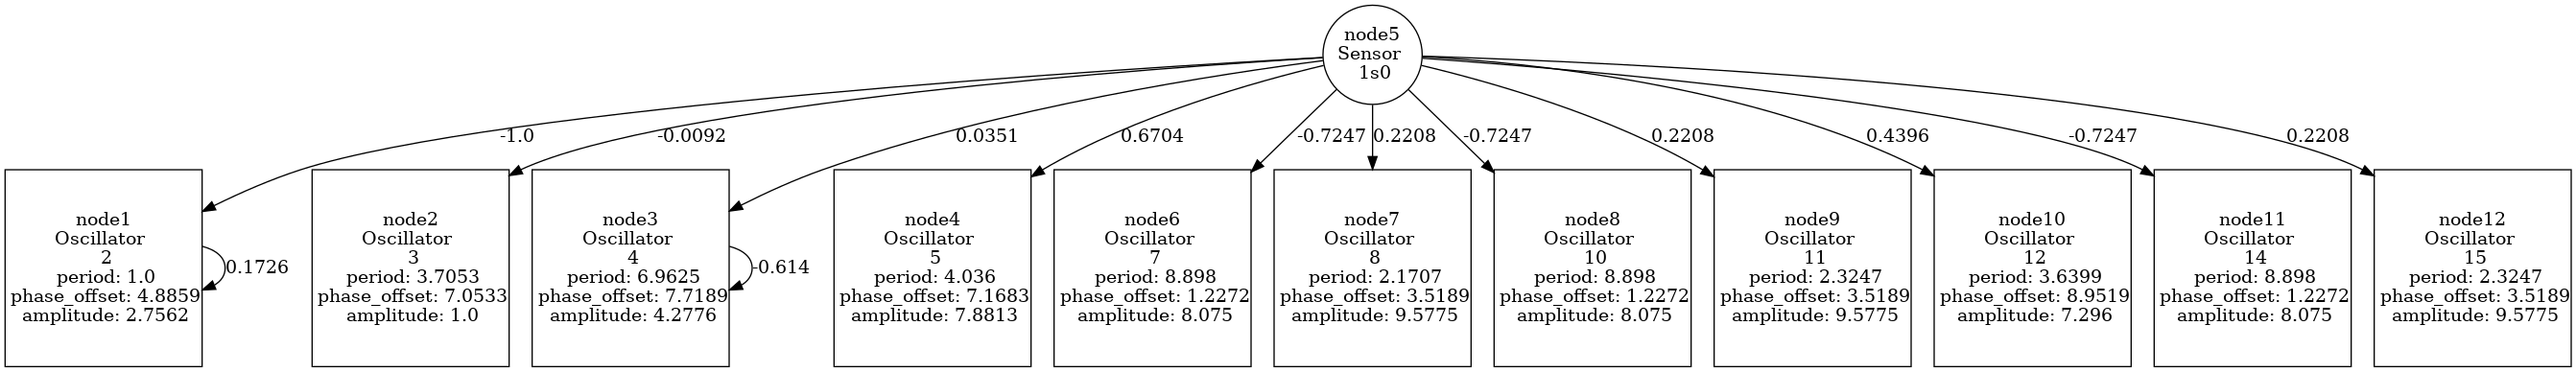 node5
Sensor
1s0
-1.0
-0.0092
0.0351
0.6704
-0.7247
0.2208
-0.7247
0.2208
0.4396
-0.7247
0.2208
node1
Oscillator
2
period: 1.0
phase_offset: 4.8859
amplitude: 2.7562
0.1726
node2
Oscillator
3
period: 3.7053
phase_offset: 7.0533
amplitude: 1.0
node3
Oscillator
4
period: 6.9625
phase_offset: 7.7189
amplitude: 4.2776
-0.614
node4
Oscillator
5
period: 4.036
phase_offset: 7.1683
amplitude: 7.8813
node6
Oscillator
7
period: 8.898
phase_offset: 1.2272
amplitude: 8.075
node7
Oscillator
8
period: 2.1707
phase_offset: 3.5189
amplitude: 9.5775
node8
Oscillator
10
period: 8.898
phase_offset: 1.2272
amplitude: 8.075
node9
Oscillator
11
period: 2.3247
phase_offset: 3.5189
amplitude: 9.5775
node10
Oscillator
12
period: 3.6399
phase_offset: 8.9519
amplitude: 7.296
node11
Oscillator
14
period: 8.898
phase_offset: 1.2272
amplitude: 8.075
node12
Oscillator
15
period: 2.3247
phase_offset: 3.5189
amplitude: 9.5775